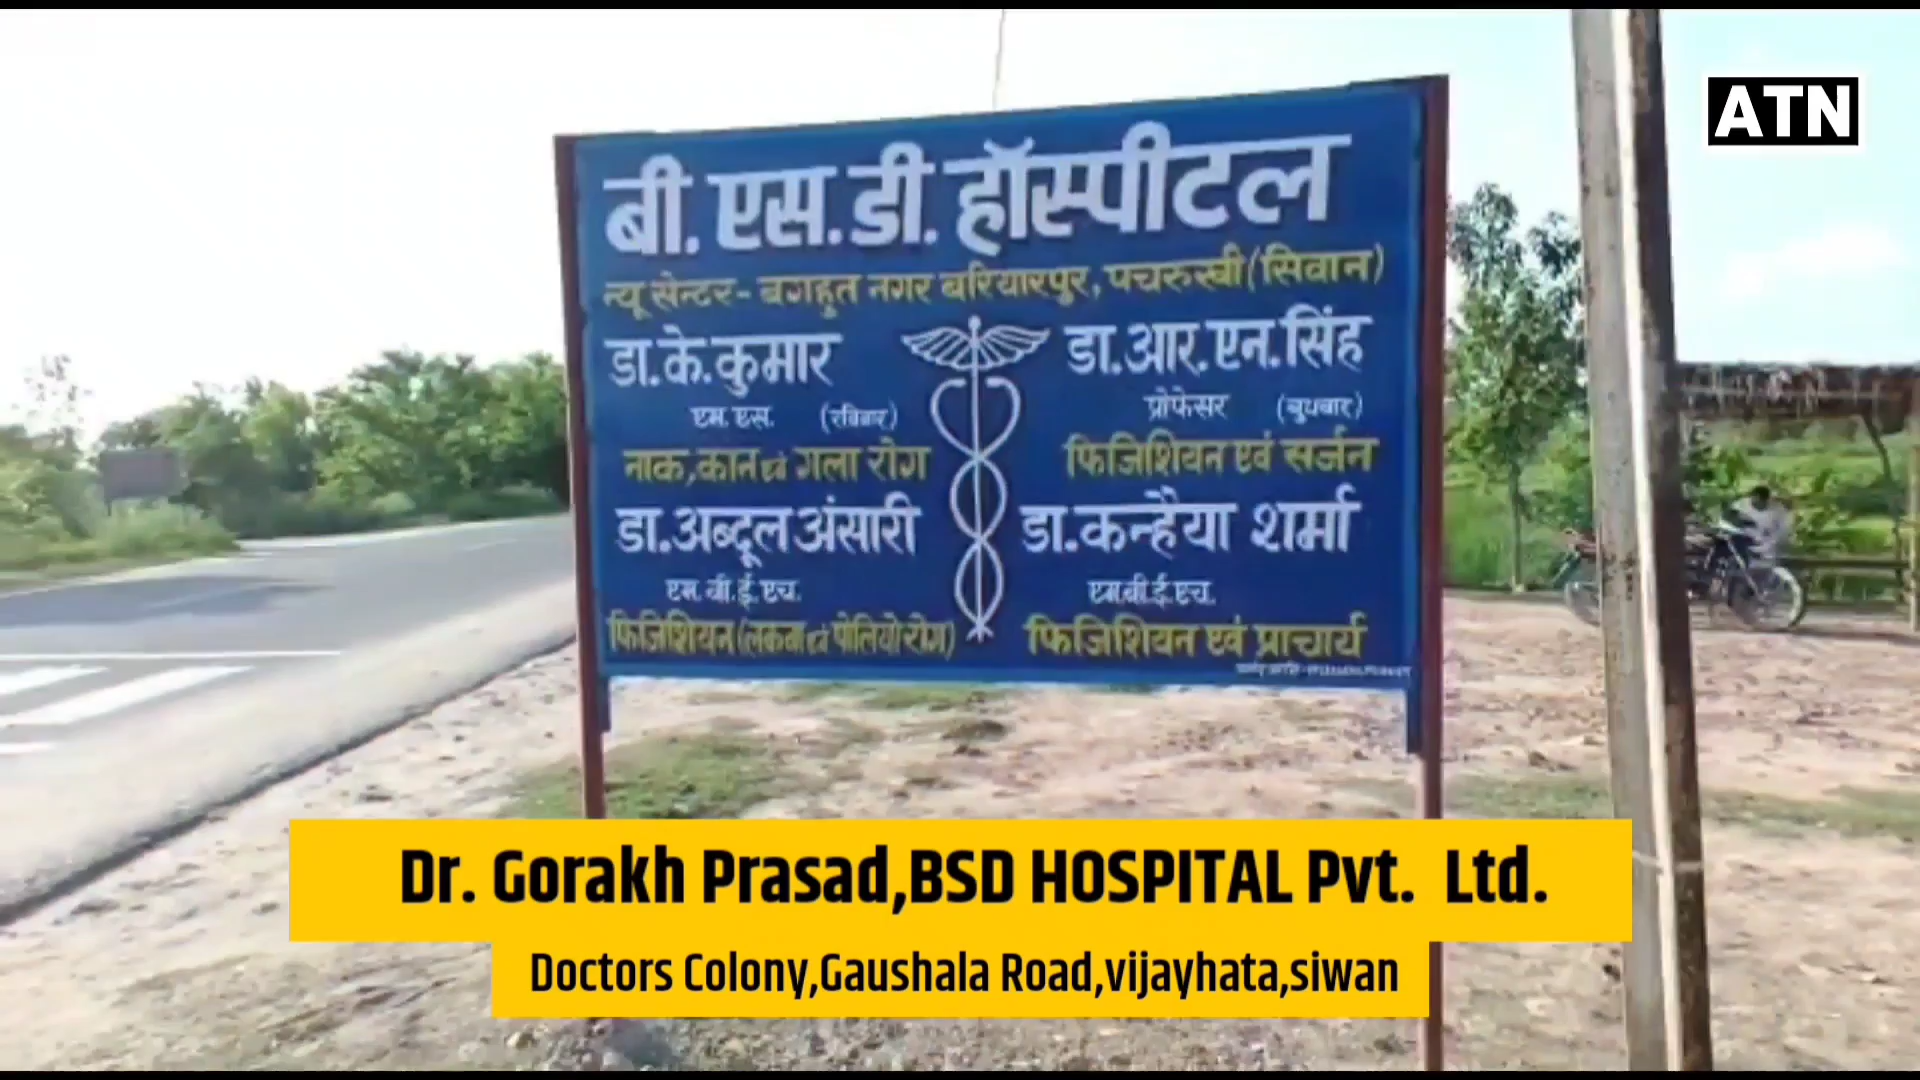 ATN
बी. एस. डी. हॉस्पीटल
न्यू सेन्टर - बगहुत नगर बरियारपुर, पचरुखी (सिवान)
डा. के. कुमार
एम. एस. (रविवार)
नाक, कान एवं गला रोग
डा. आर. एन. सिंह
प्रोफेसर (बुधवार)
फिजिशियन एवं सर्जन
डा. अब्दूल अंसारी
एम. बी. ई. एच.
फिजिशियन (लकवा एवं पोलियो रोग)
डा. कन्हैया शर्मा
एम.बी.ई.एच.
फिजिशियन एवं प्राचार्य
Dr. Gorakh Prasad,BSD HOSPITAL Pvt. Ltd.
Doctors Colony,Gaushala Road,vijayhata,siwan